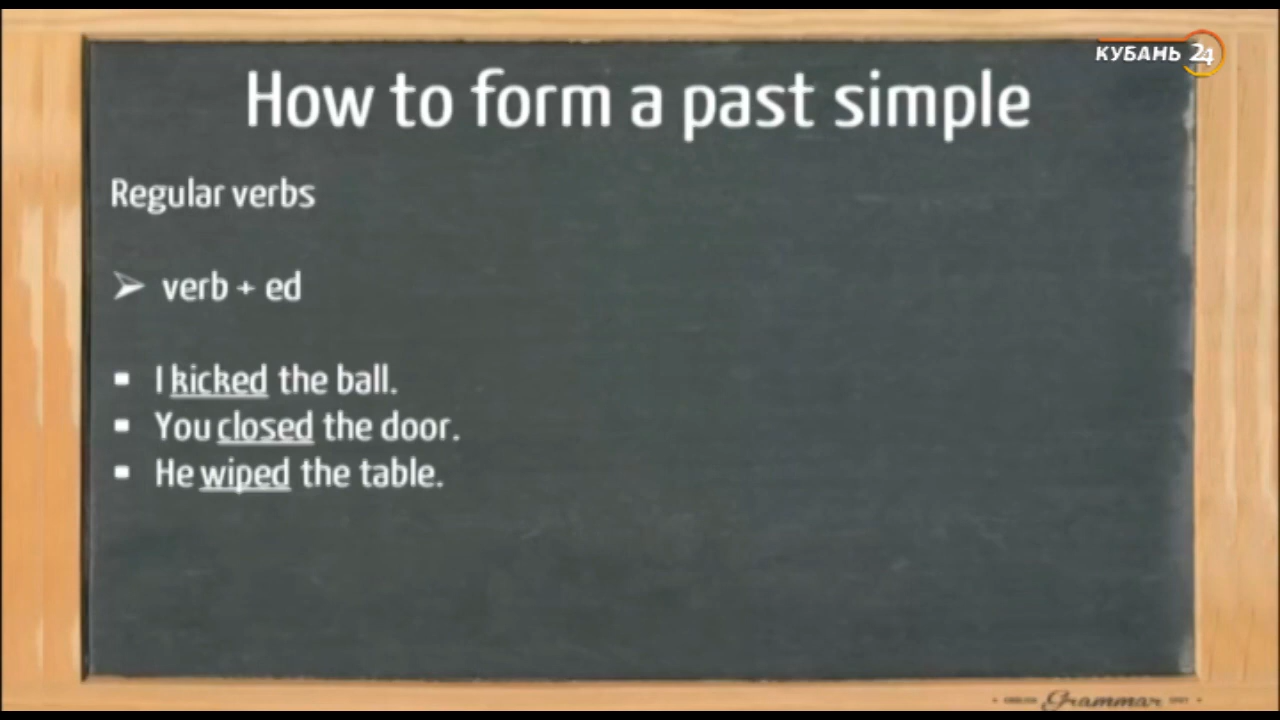 КУБАНЬ 24
How to form a past simple
Regular verbs
➢ verb + ed
▪ I kicked the ball.
▪ You closed the door.
▪ He wiped the table.
Grammar